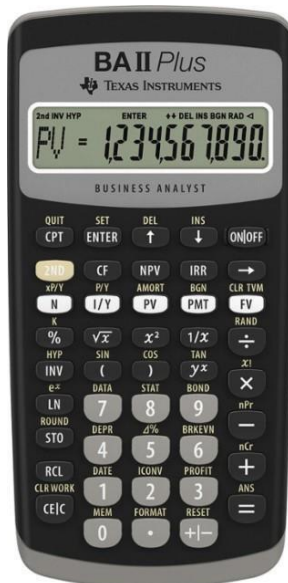 BA II Plus
TEXAS INSTRUMENTS
2nd INV HYP ENTER ++ DEL INS BGN RAD ◁
PV = 1,234,567,890.
BUSINESS ANALYST
QUIT SET DEL INS
CPT ENTER ↑ ↓ ON|OFF
2ND CF NPV IRR →
xP/Y P/Y AMORT BGN CLR TVM
N I/Y PV PMT FV
K RAND
% √x x² 1/x ÷
HYP SIN COS TAN x!
INV ( ) yˣ ×
eˣ DATA STAT BOND nPr
LN 7 8 9 −
ROUND DEPR Δ% BRKEVN nCr
STO 4 5 6 +
DATE ICONV PROFIT ANS
RCL 1 2 3 =
CLR WORK MEM FORMAT RESET
CE|C 0 . +|−